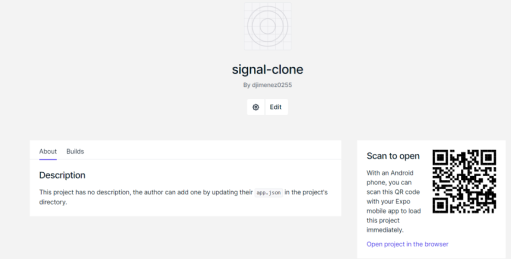 signal-clone
By djimenez0255
Edit
About Builds
Description
This project has no description, the author can add one by updating their app.json in the project's
directory.
Scan to open
With an Android
phone, you can
scan this QR code
with your Expo
mobile app to load
this project
immediately.
Open project in the browser